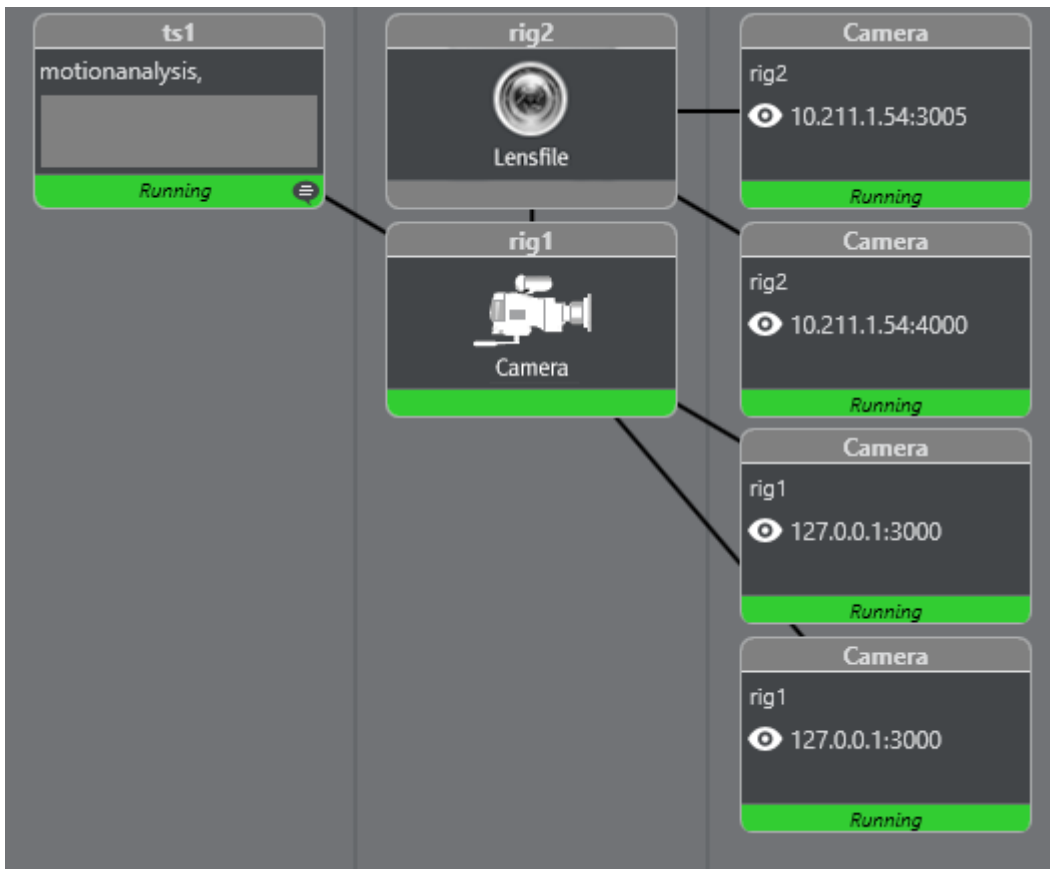 ts1
motionanalysis,
Running
rig2
Lensfile
rig1
Camera
Camera
rig2
10.211.1.54:3005
Running
Camera
rig2
10.211.1.54:4000
Running
Camera
rig1
127.0.0.1:3000
Running
Camera
rig1
127.0.0.1:3000
Running